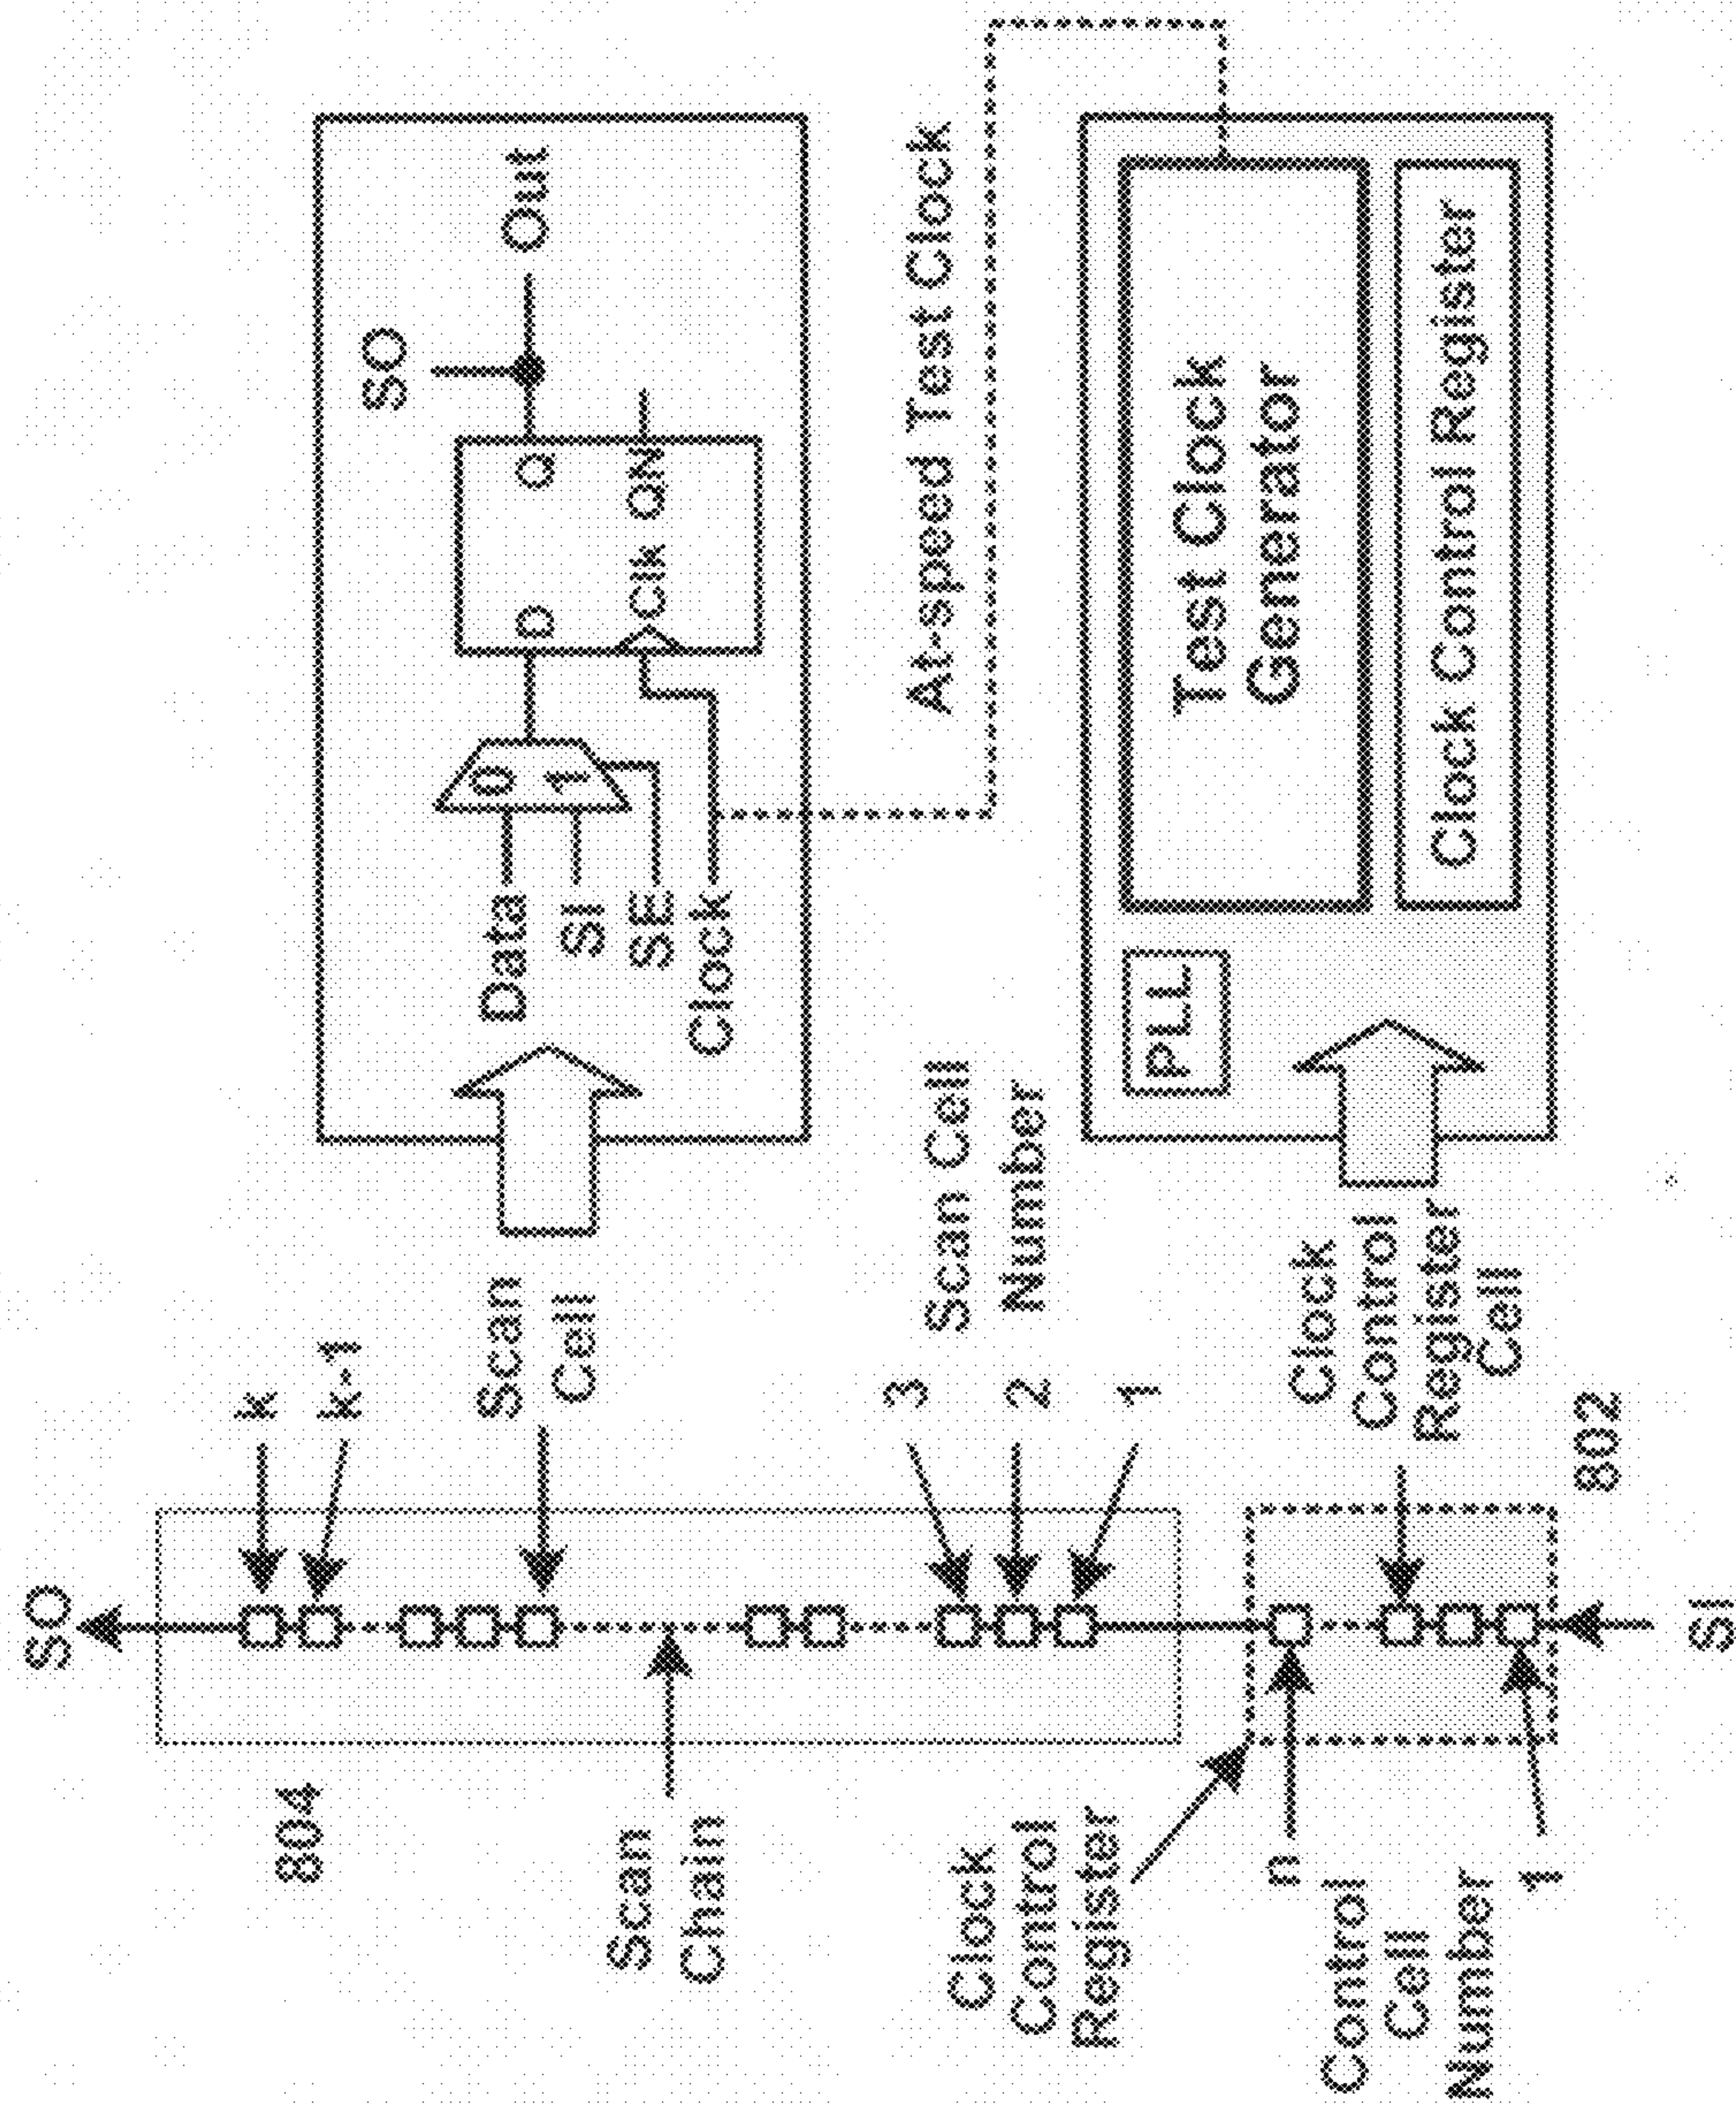 SO
804
k
k-1
Scan
Cell
Scan
Chain
3
2
1
Scan Cell
Number
Clock
Control
Register
n
Control
Cell
Number
1
Clock
Control
Register
Cell
802
SI
Data
SI
SE
Clock
0
1
D
Q
Clk QN
SO
Out
At-speed Test Clock
PLL
Test Clock
Generator
Clock Control Register